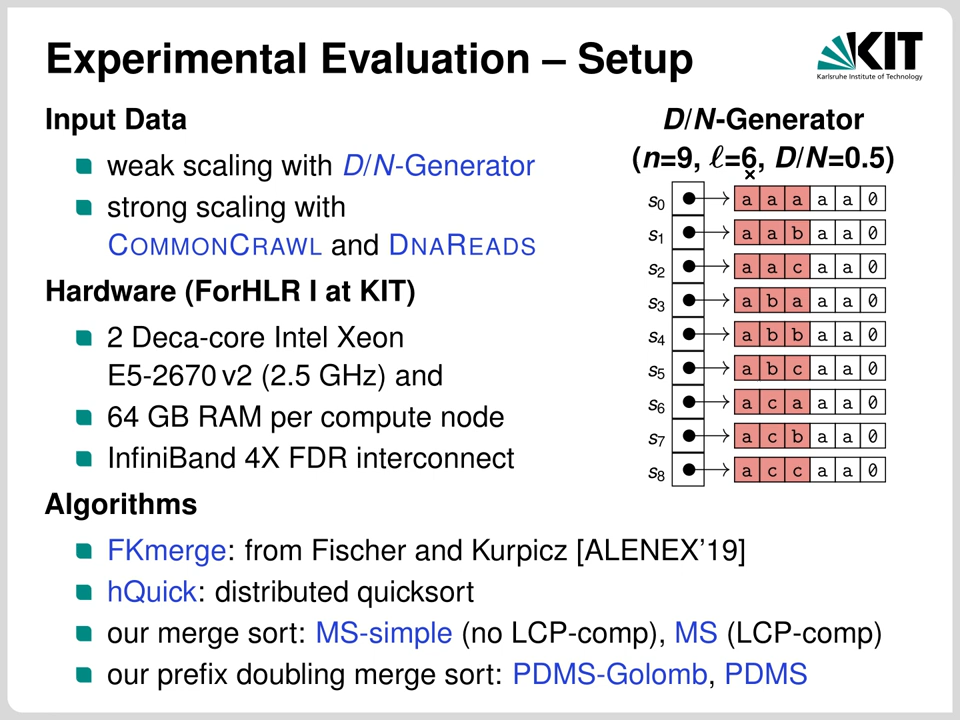 Experimental Evaluation – Setup
KIT
Karlsruhe Institute of Technology
Input Data
weak scaling with D/N-Generator
strong scaling with
COMMONCRAWL and DNAREADS
Hardware (ForHLR I at KIT)
2 Deca-core Intel Xeon
E5-2670 v2 (2.5 GHz) and
64 GB RAM per compute node
InfiniBand 4X FDR interconnect
Algorithms
FKmerge: from Fischer and Kurpicz [ALENEX’19]
hQuick: distributed quicksort
our merge sort: MS-simple (no LCP-comp), MS (LCP-comp)
our prefix doubling merge sort: PDMS-Golomb, PDMS
D/N-Generator
(n=9, ℓ=6, D/N=0.5)
×
s0 a a a a a 0
s1 a a b a a 0
s2 a a c a a 0
s3 a b a a a 0
s4 a b b a a 0
s5 a b c a a 0
s6 a c a a a 0
s7 a c b a a 0
s8 a c c a a 0